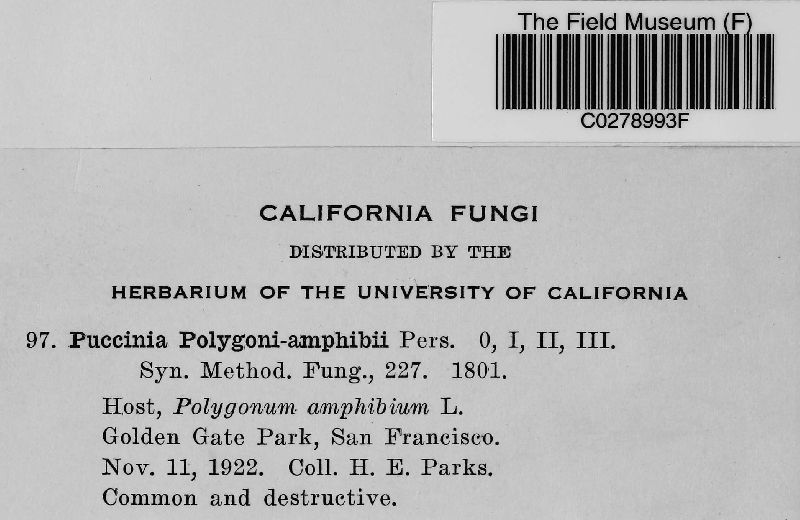 The Field Museum (F)
C0278993F
CALIFORNIA FUNGI
DISTRIBUTED BY THE
HERBARIUM OF THE UNIVERSITY OF CALIFORNIA
97. Puccinia Polygoni-amphibii Pers. 0, I, II, III.
Syn. Method. Fung., 227. 1801.
Host, Polygonum amphibium L.
Golden Gate Park, San Francisco.
Nov. 11, 1922. Coll. H. E. Parks.
Common and destructive.